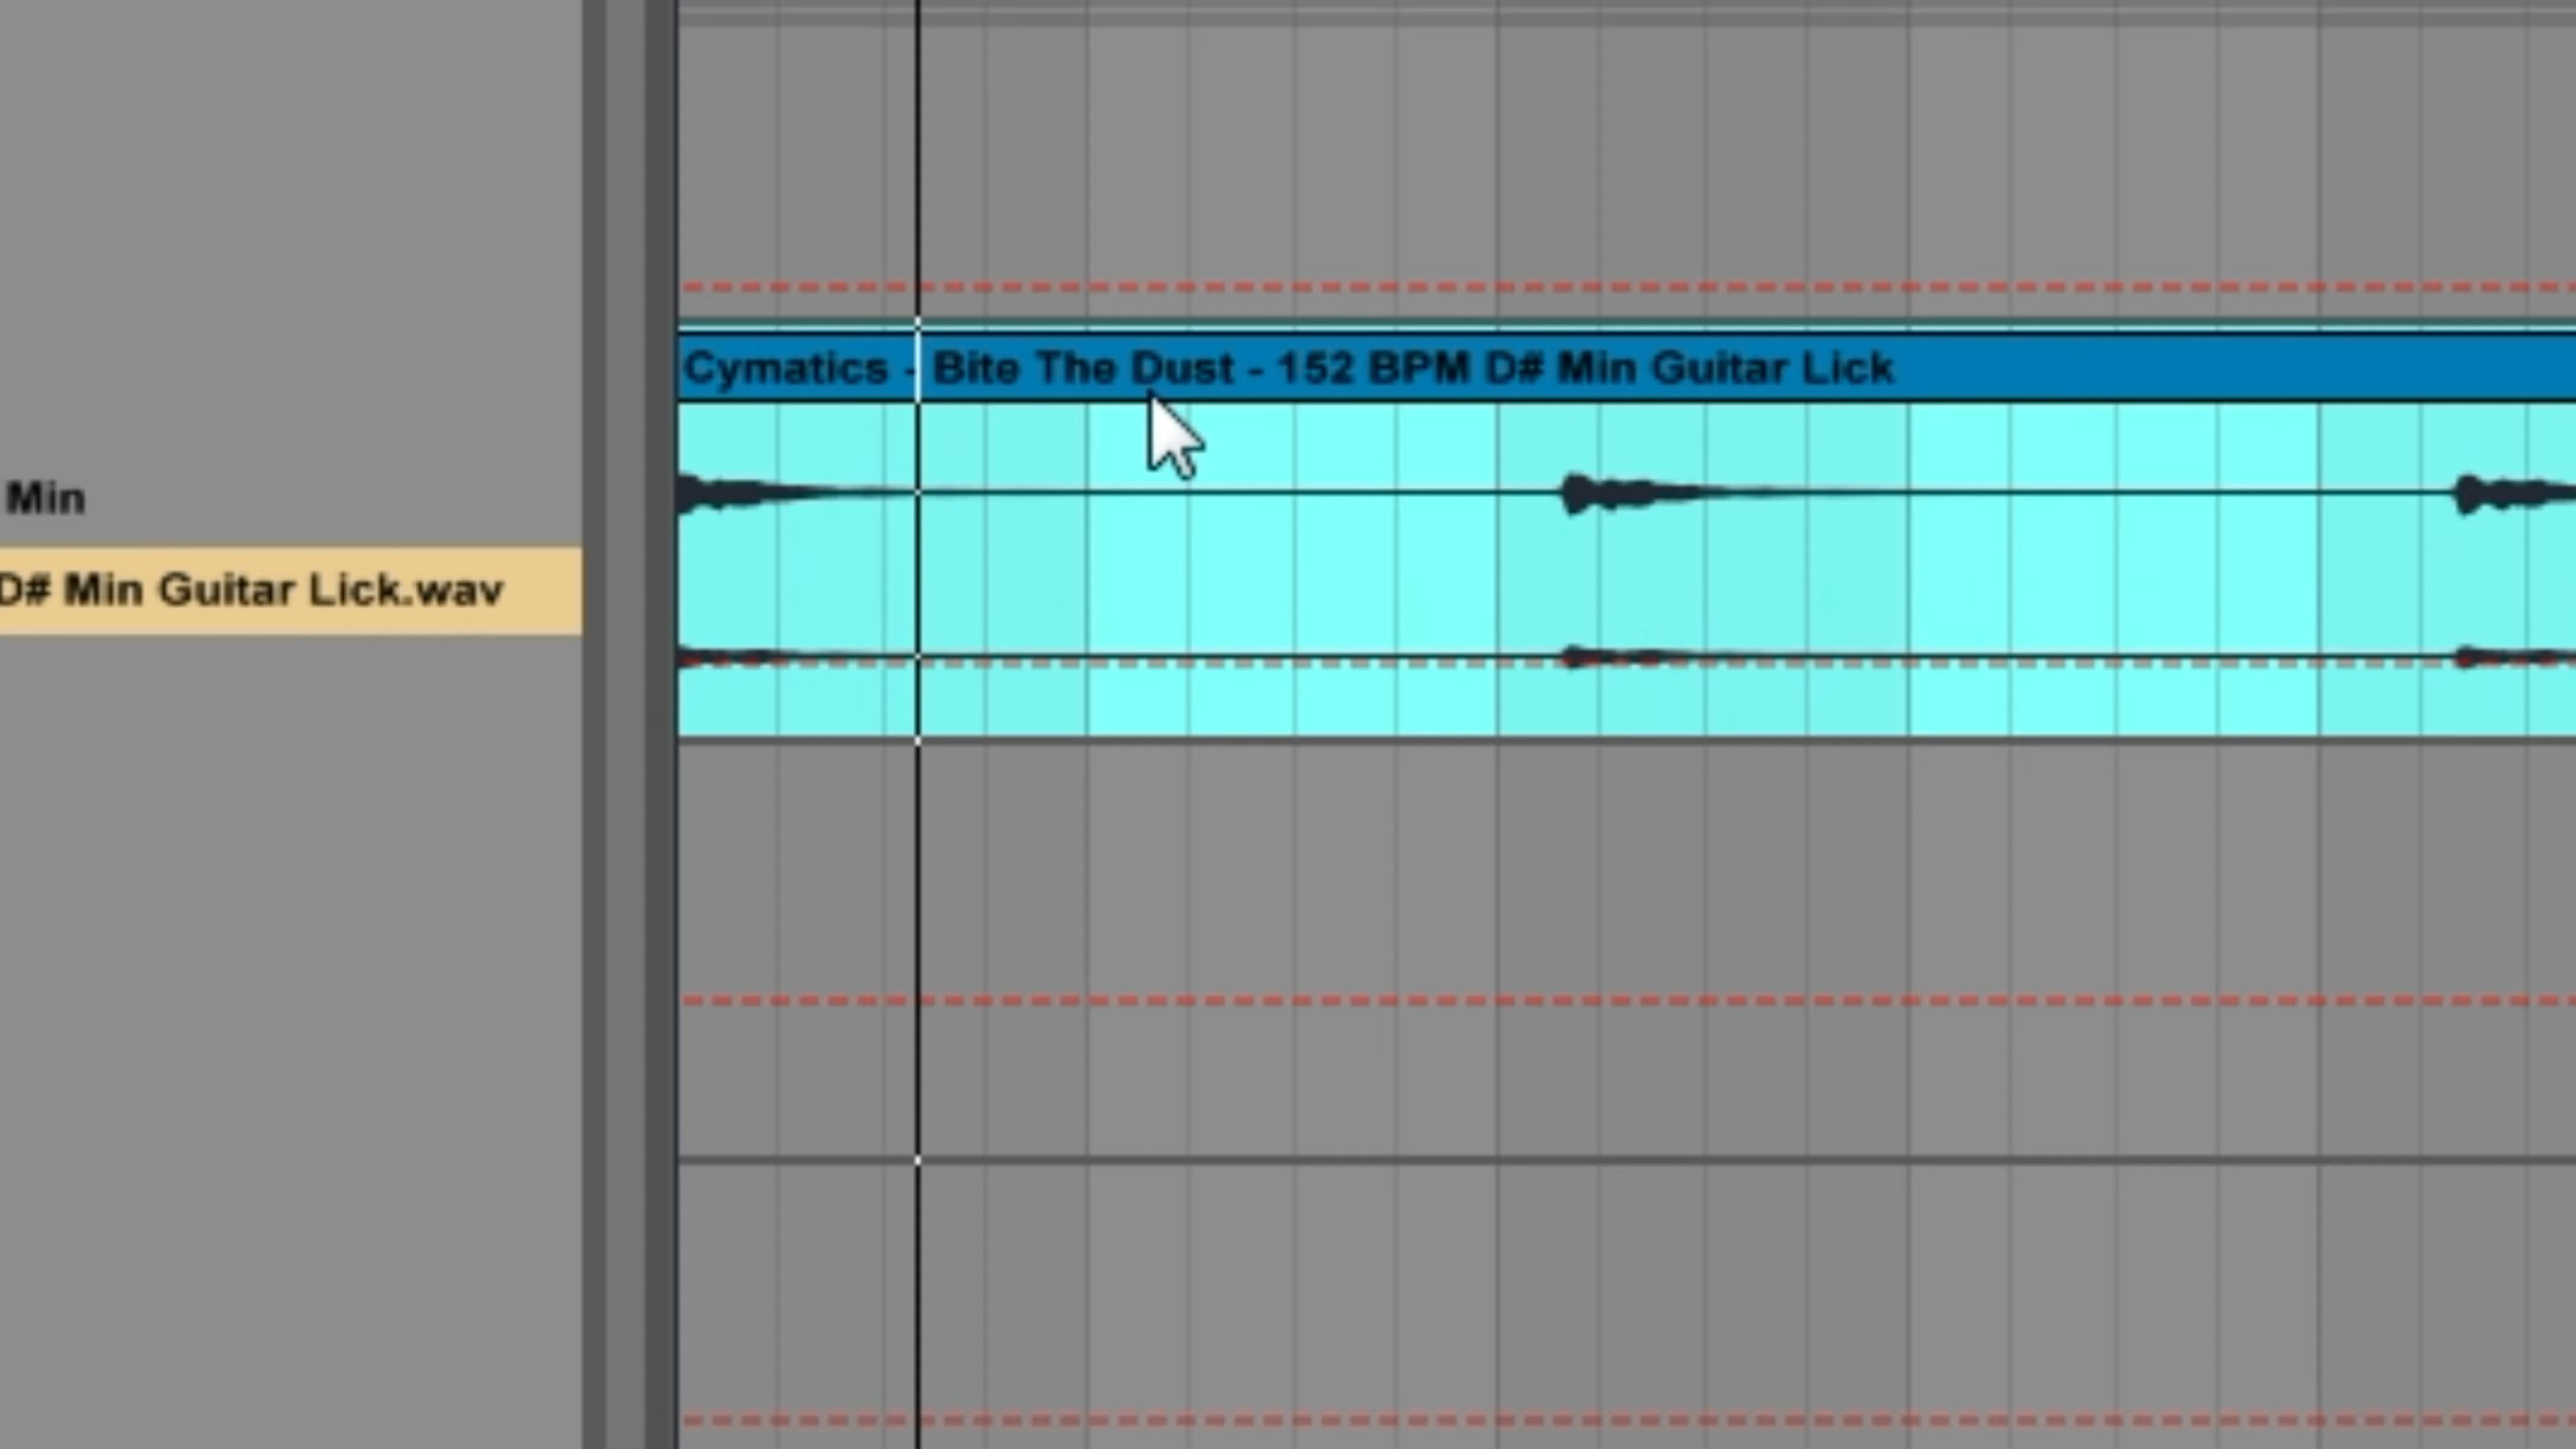 Cymatics - Bite The Dust - 152 BPM D# Min Guitar Lick
Min
D# Min Guitar Lick.wav